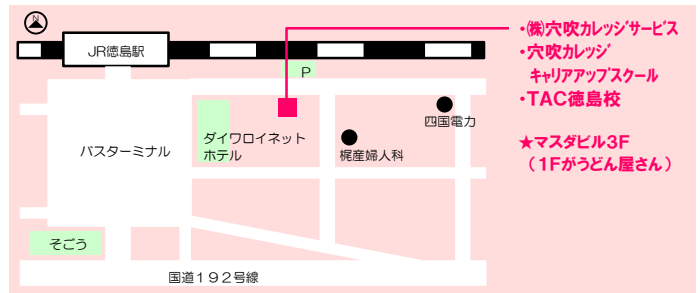 N
JR徳島駅
P
バスターミナル
ダイワロイネット
ホテル
梶産婦人科
四国電力
そごう
国道192号線
・㈱穴吹カレッジサービス
・穴吹カレッジ
キャリアアップスクール
・TAC徳島校
★マスダビル3F
（1Fがうどん屋さん）